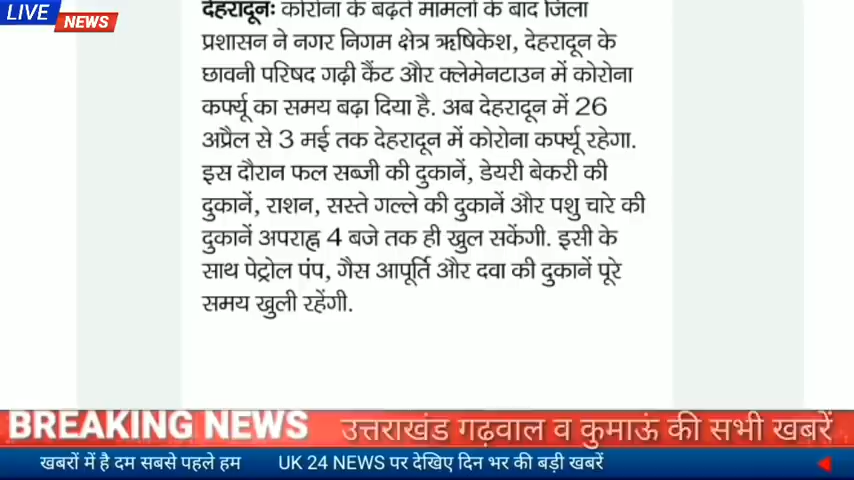 LIVE
NEWS
देहरादूनः कोरोना के बढ़ते मामलों के बाद जिला
प्रशासन ने नगर निगम क्षेत्र ऋषिकेश, देहरादून के
छावनी परिषद गढ़ी कैंट और क्लेमेनटाउन में कोरोना
कर्फ्यू का समय बढ़ा दिया है. अब देहरादून में 26
अप्रैल से 3 मई तक देहरादून में कोरोना कर्फ्यू रहेगा.
इस दौरान फल सब्जी की दुकानें, डेयरी बेकरी की
दुकानें, राशन, सस्ते गल्ले की दुकानें और पशु चारे की
दुकानें अपराह्न 4 बजे तक ही खुल सकेंगी. इसी के
साथ पेट्रोल पंप, गैस आपूर्ति और दवा की दुकानें पूरे
समय खुली रहेंगी.
BREAKING NEWS उत्तराखंड गढ़वाल व कुमाऊं की सभी खबरें
खबरों में है दम सबसे पहले हम UK 24 NEWS पर देखिए दिन भर की बड़ी खबरें